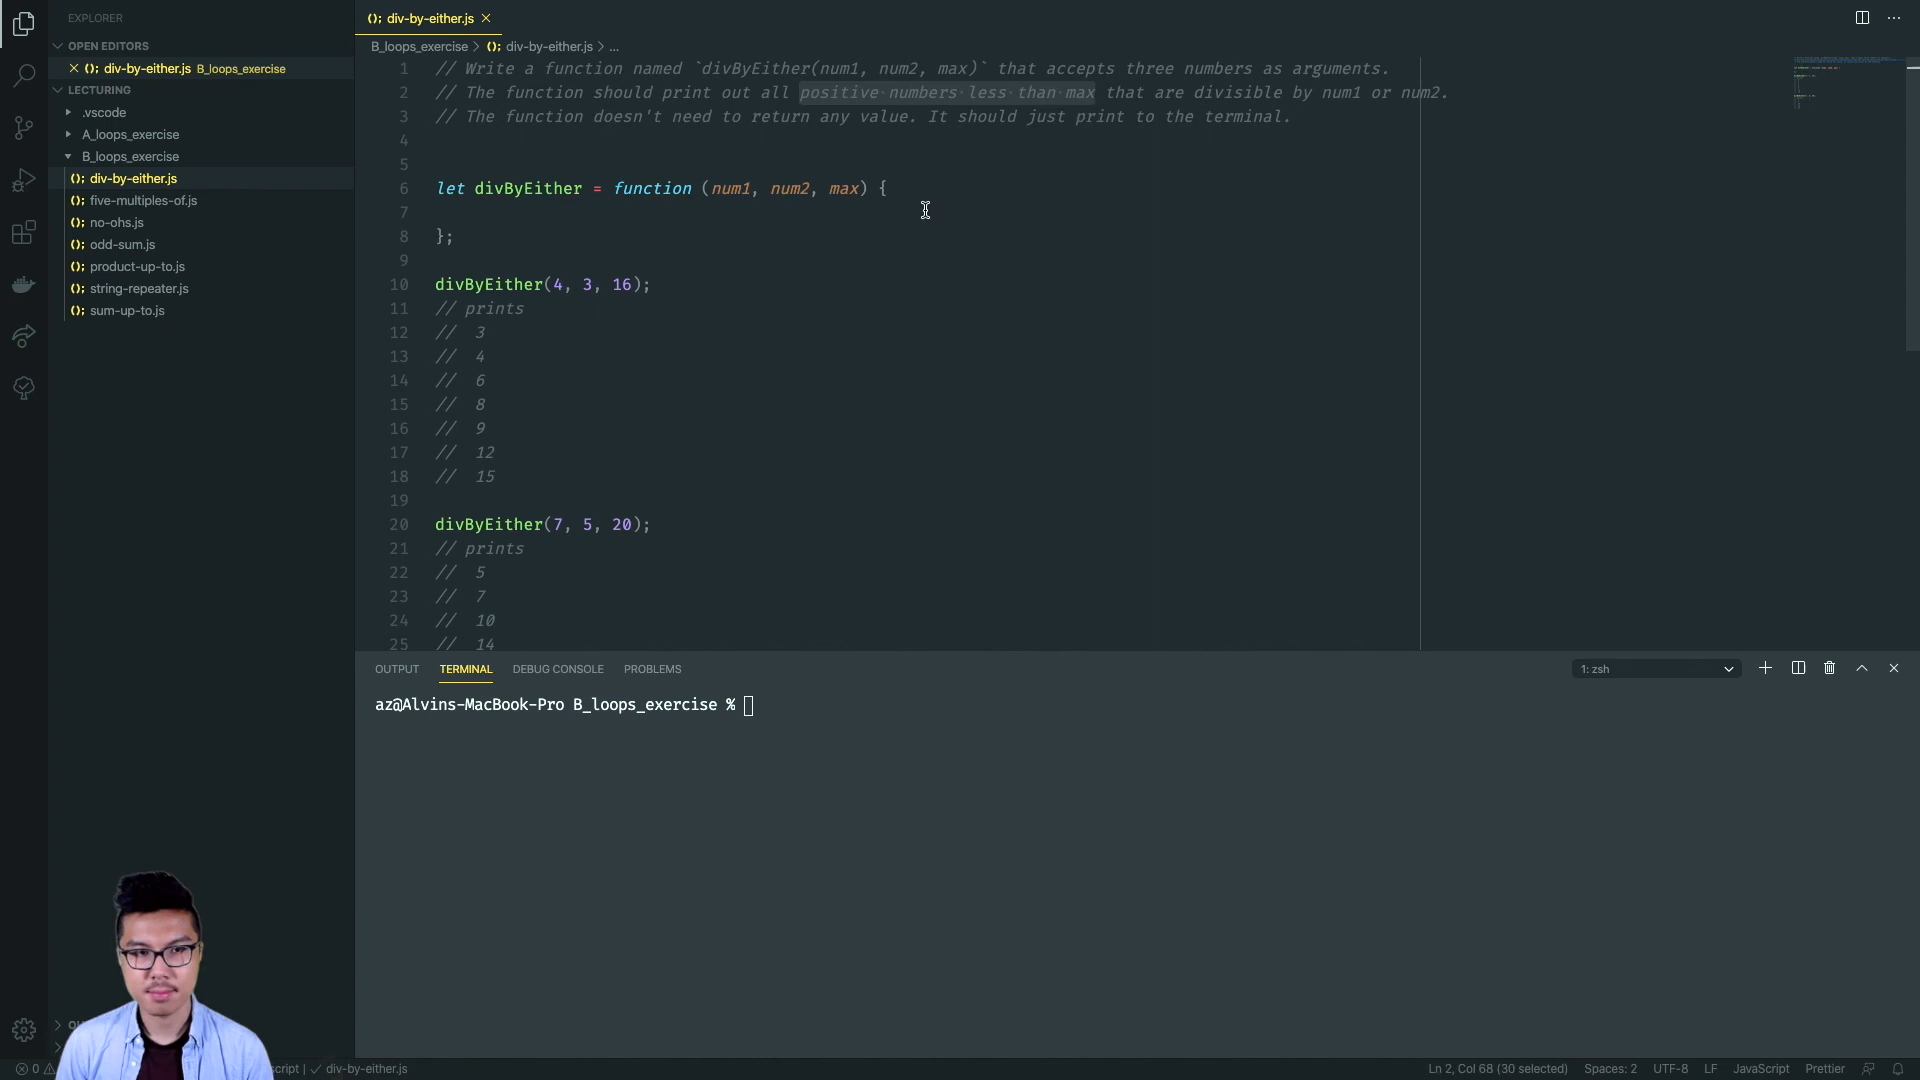 EXPLORER
OPEN EDITORS
div-by-either.js B_loops_exercise
LECTURING
.vscode
A_loops_exercise
B_loops_exercise
(); div-by-either.js
(); five-multiples-of.js
(); no-ohs.js
(); odd-sum.js
(); product-up-to.js
(); string-repeater.js
(); sum-up-to.js
(); div-by-either.js
B_loops_exercise > (); div-by-either.js > ...
1 // Write a function named `divByEither(num1, num2, max)` that accepts three numbers as arguments.
2 // The function should print out all positive numbers less than max that are divisible by num1 or num2.
3 // The function doesn't need to return any value. It should just print to the terminal.
4
5
6 let divByEither = function (num1, num2, max) {
7
8 };
9
10 divByEither(4, 3, 16);
11 // prints
12 // 3
13 // 4
14 // 6
15 // 8
16 // 9
17 // 12
18 // 15
19
20 divByEither(7, 5, 20);
21 // prints
22 // 5
23 // 7
24 // 10
25 // 14
OUTPUT TERMINAL DEBUG CONSOLE PROBLEMS
1: zsh
az@Alvins-MacBook-Pro B_loops_exercise %
0
script | ✓ div-by-either.js
Ln 2, Col 68 (30 selected) Spaces: 2 UTF-8 LF JavaScript Prettier